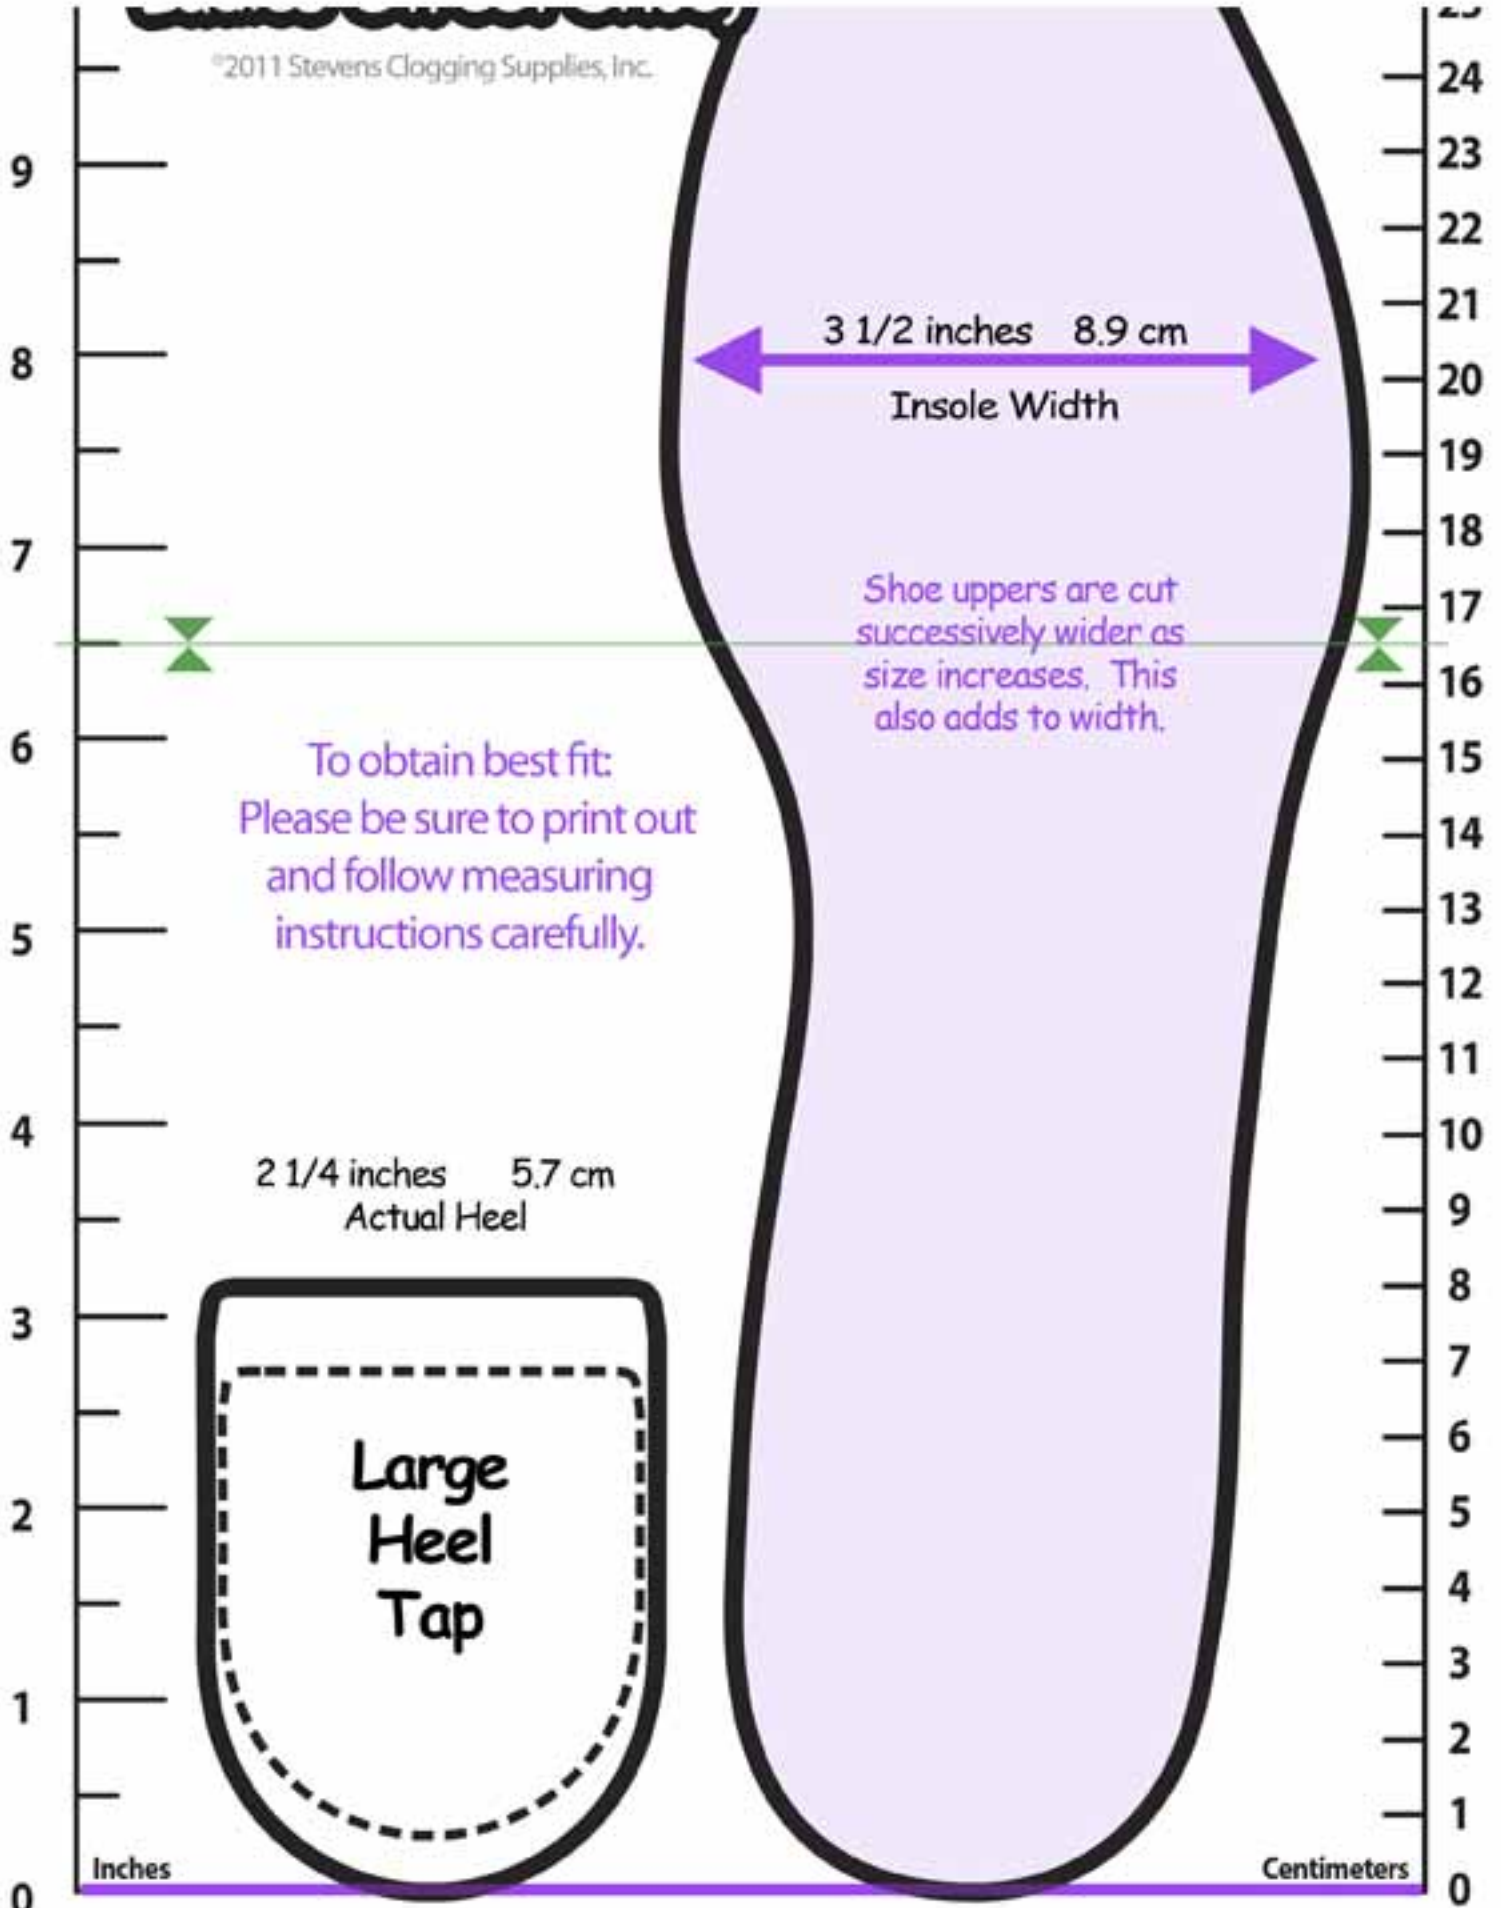 ©2011 Stevens Clogging Supplies, Inc.
3 1/2 inches 8.9 cm
Insole Width
Shoe uppers are cut
successively wider as
size increases. This
also adds to width.
To obtain best fit:
Please be sure to print out
and follow measuring
instructions carefully.
2 1/4 inches 5.7 cm
Actual Heel
Large
Heel
Tap
Inches
Centimeters
9
8
7
6
5
4
3
2
1
0
24
23
22
21
20
19
18
17
16
15
14
13
12
11
10
9
8
7
6
5
4
3
2
1
0